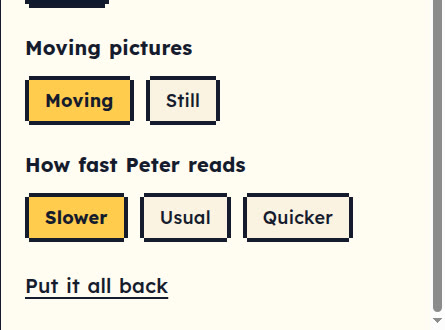 Moving pictures
Moving Still
How fast Peter reads
Slower Usual Quicker
Put it all back